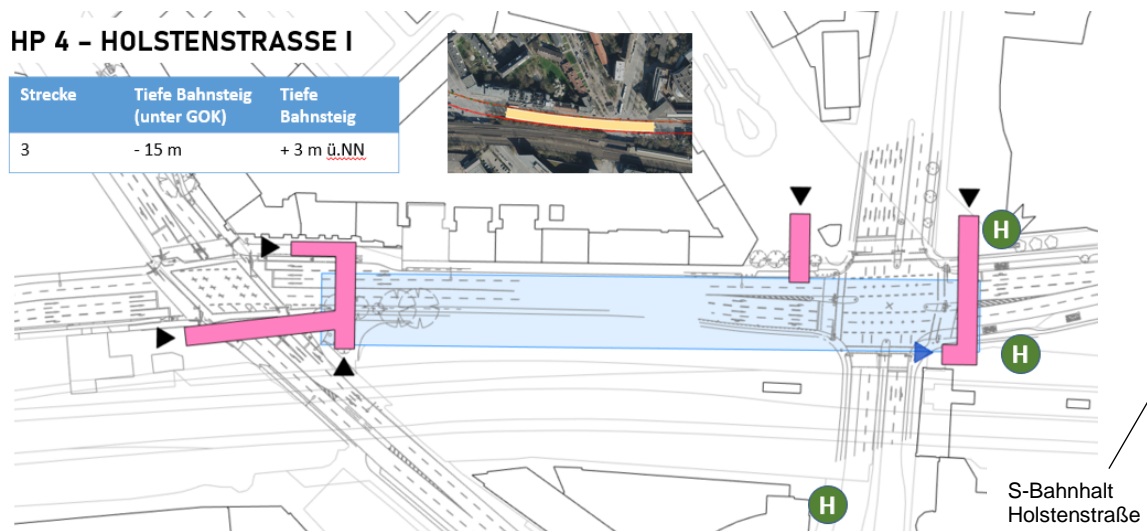 HP 4 – HOLSTENSTRASSE I
Strecke Tiefe Bahnsteig (unter GOK) Tiefe Bahnsteig
3 - 15 m + 3 m ü.NN
H
H
H
S-Bahnhalt
Holstenstraße